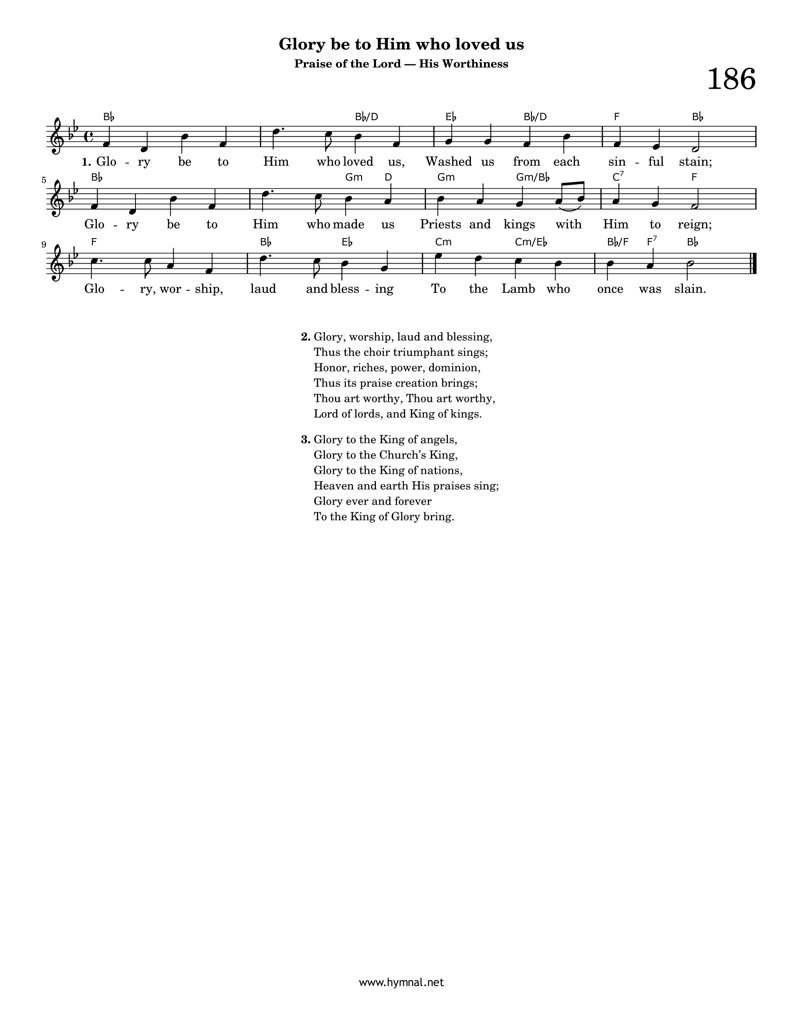 Glory be to Him who loved us
Praise of the Lord — His Worthiness
186
B♭ B♭/D E♭ B♭/D F B♭
1. Glo - ry be to Him who loved us, Washed us from each sin - ful stain;
5
B♭ Gm D Gm Gm/B♭ C7 F
Glo - ry be to Him who made us Priests and kings with Him to reign;
9
F B♭ E♭ Cm Cm/E♭ B♭/F F7 B♭
Glo - ry, wor - ship, laud and bless - ing To the Lamb who once was slain.
2. Glory, worship, laud and blessing,
Thus the choir triumphant sings;
Honor, riches, power, dominion,
Thus its praise creation brings;
Thou art worthy, Thou art worthy,
Lord of lords, and King of kings.
3. Glory to the King of angels,
Glory to the Church's King,
Glory to the King of nations,
Heaven and earth His praises sing;
Glory ever and forever
To the King of Glory bring.
www.hymnal.net